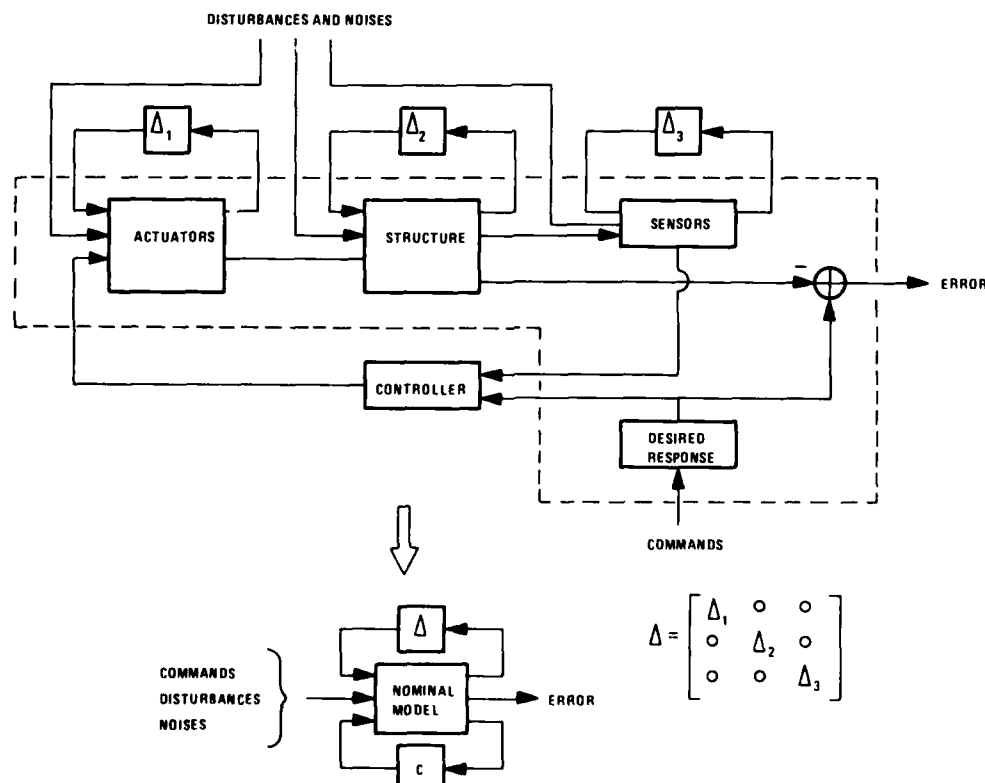 DISTURBANCES AND NOISES
Δ1
Δ2
Δ3
ACTUATORS
STRUCTURE
SENSORS
−
ERROR
CONTROLLER
DESIRED
RESPONSE
COMMANDS
Δ
COMMANDS
DISTURBANCES
NOISES
NOMINAL
MODEL
ERROR
C
Δ = [ Δ1 0 0
0 Δ2 0
0 0 Δ3 ]